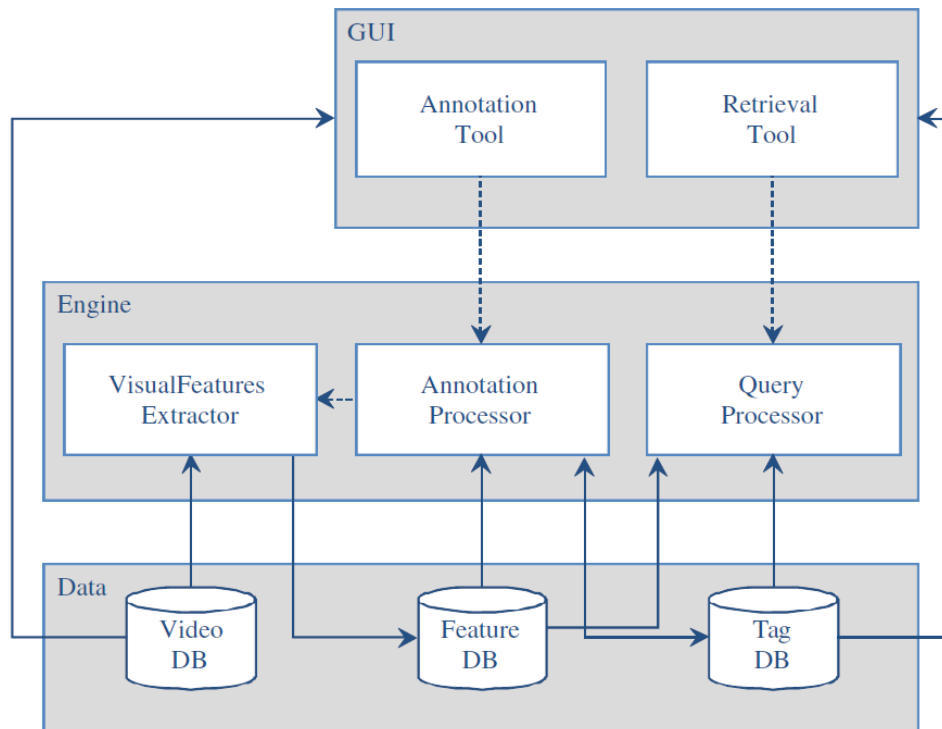 GUI
Annotation
Tool
Retrieval
Tool
Engine
VisualFeatures
Extractor
Annotation
Processor
Query
Processor
Data
Video
DB
Feature
DB
Tag
DB